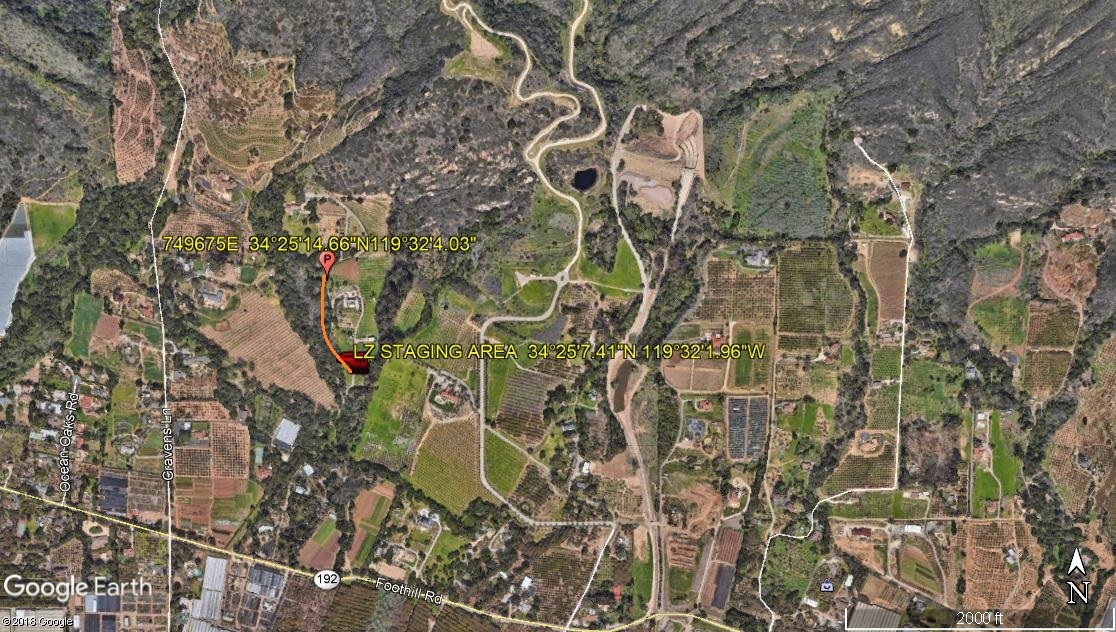 749675E  34°25'14.66"N119°32'4.03"
P
LZ STAGING AREA  34°25'7.41"N 119°32'1.96"W
Ocean Oaks Rd
Cravens Ln
192
Foothill Rd
Google Earth
©2018 Google
N
2000 ft